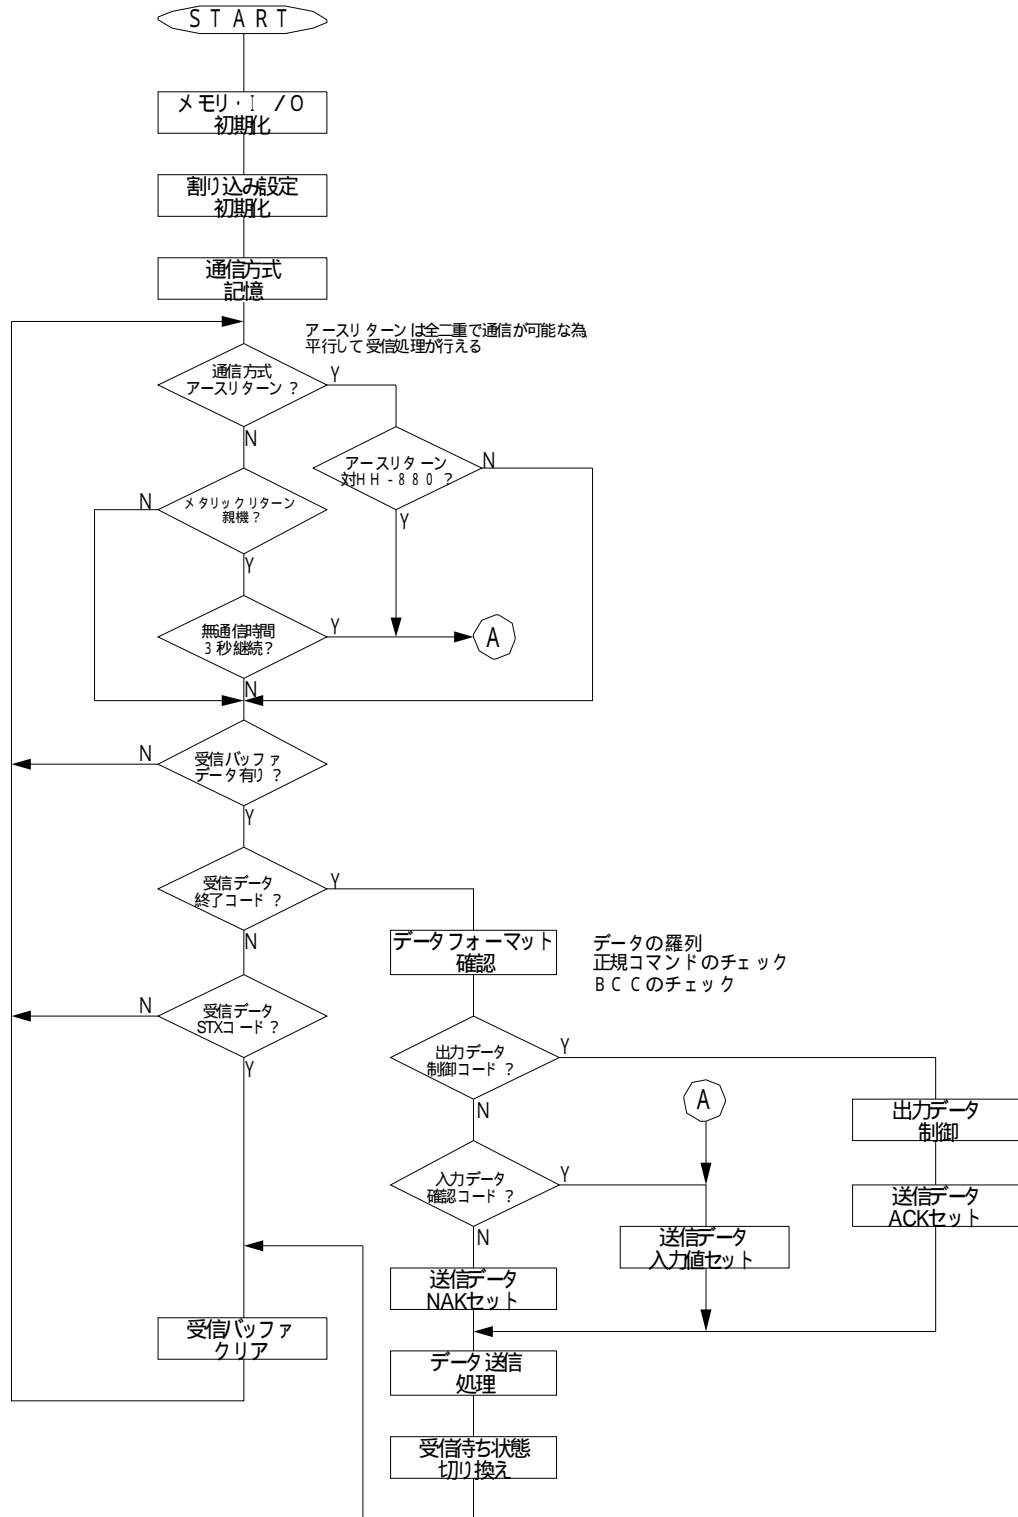 ＳＴＡＲＴ
メモリ・Ｉ／Ｏ
初期化
割り込み設定
初期化
通信方式
記憶
アースリターンは全二重で通信が可能な為
平行して受信処理が行える
通信方式
アースリターン？
Y
N
アースリターン
対HH-880？
N
Y
メタリックリターン
親機？
N
Y
無通信時間
3秒継続？
Y
N
A
受信バッファ
データ有り？
N
Y
受信データ
終了コード？
Y
N
データフォーマット
確認
データの羅列
正規コマンドのチェック
ＢＣＣのチェック
受信データ
STXコード？
N
Y
出力データ
制御コード？
Y
N
A
出力データ
制御
入力データ
確認コード？
Y
N
送信データ
ACKセット
送信データ
入力値セット
送信データ
NAKセット
受信バッファ
クリア
データ送信
処理
受信待ち状態
切り換え